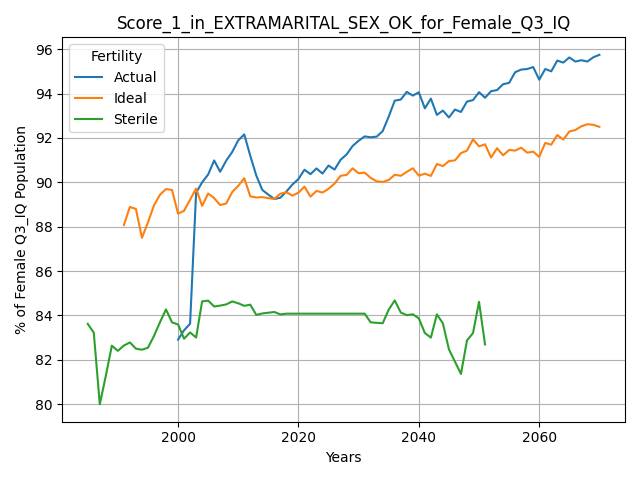 Score_1_in_EXTRAMARITAL_SEX_OK_for_Female_Q3_IQ
% of Female Q3_IQ Population
96
94
92
90
88
86
84
82
80
Fertility
Actual
Ideal
Sterile
2000
2020
2040
2060
Years